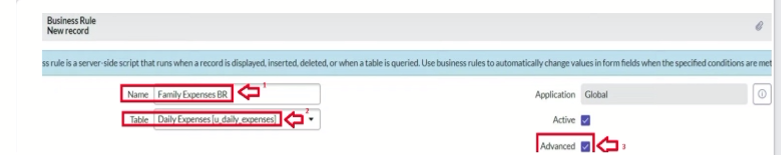 Business Rule
New record
ss rule is a server-side script that runs when a record is displayed, inserted, deleted, or when a table is queried. Use business rules to automatically change values in form fields when the specified conditions are met
Name Family Expenses BR 1 Application Global
Table Daily Expenses [u_daily_expenses] 2 Active
Advanced 3